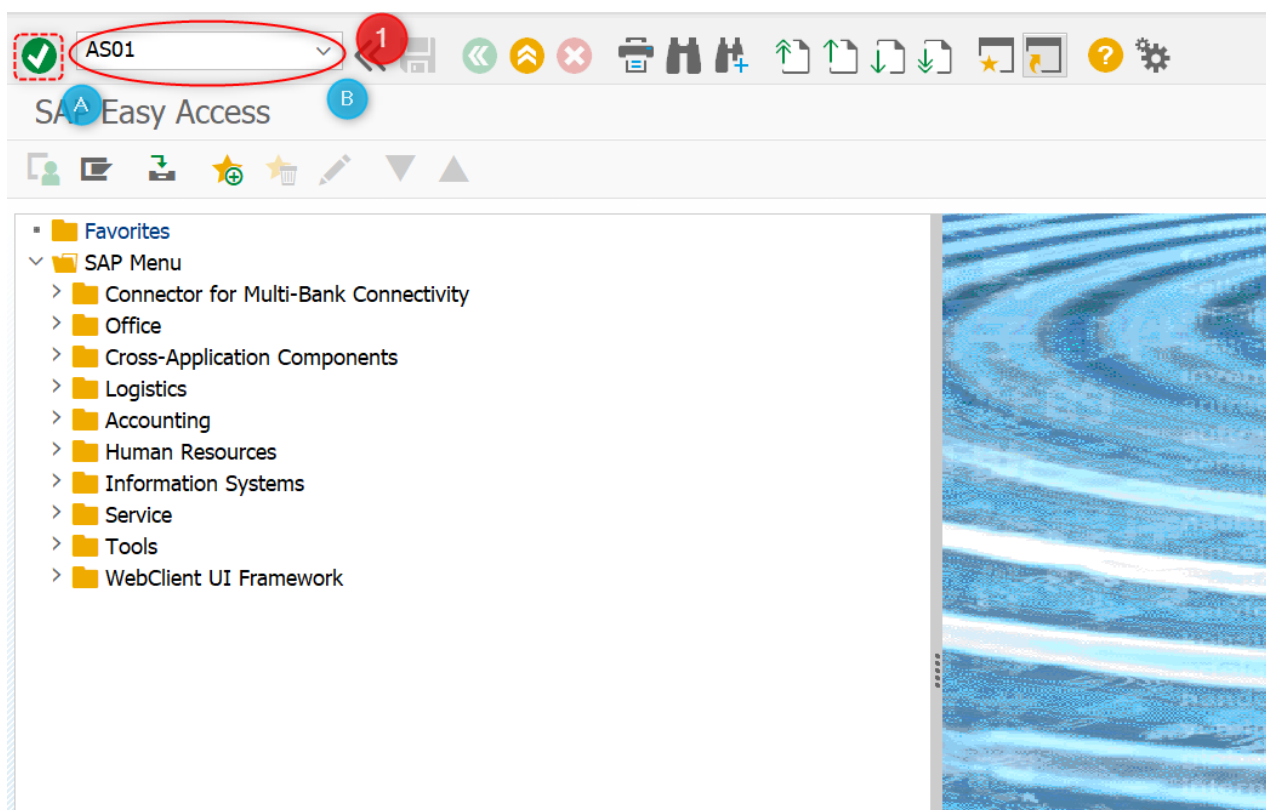 AS01
1
A
B
SAP Easy Access
Favorites
SAP Menu
Connector for Multi-Bank Connectivity
Office
Cross-Application Components
Logistics
Accounting
Human Resources
Information Systems
Service
Tools
WebClient UI Framework